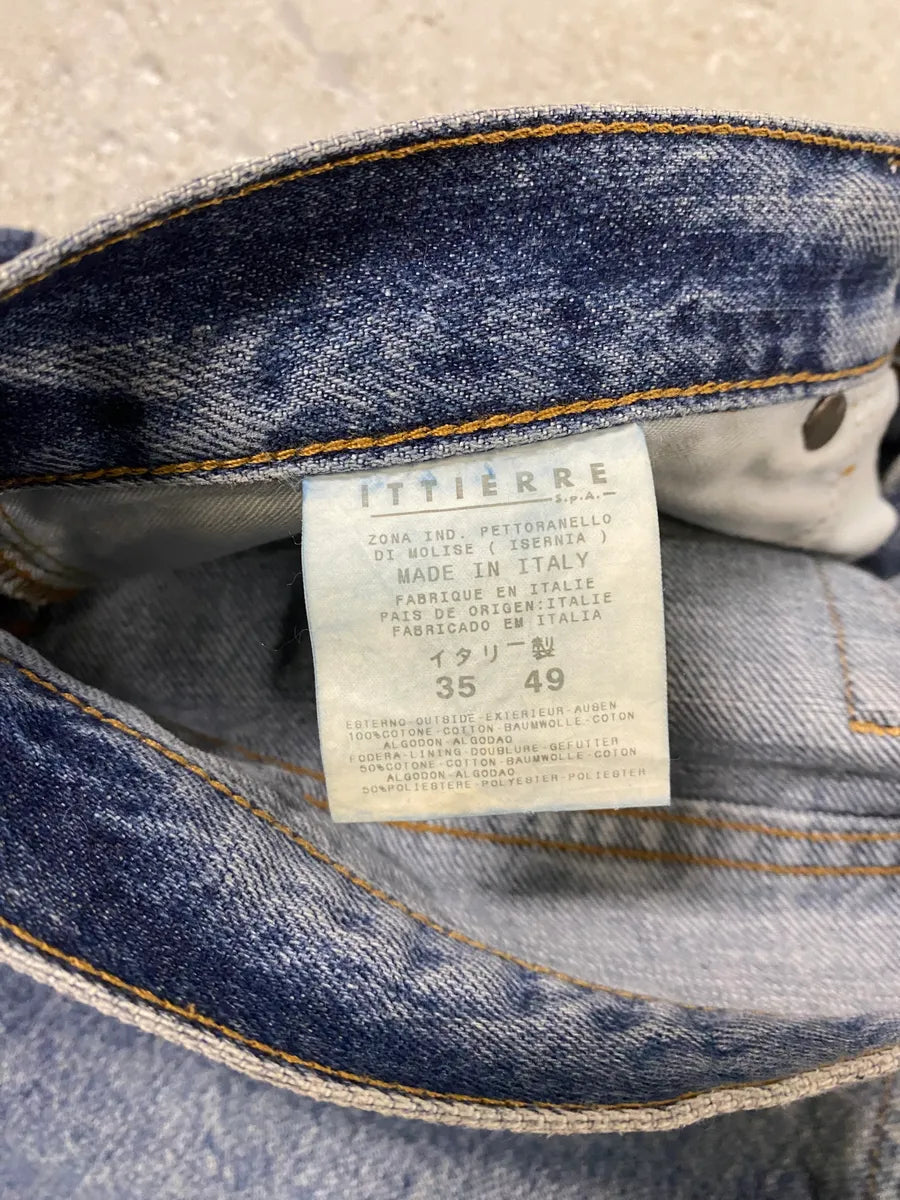 ITTIERRE
S.p.A.
ZONA IND. PETTORANELLO
DI MOLISE ( ISERNIA )
MADE IN ITALY
FABRIQUE EN ITALIE
PAIS DE ORIGEN:ITALIE
FABRICADO EM ITALIA
イタリー製
35 49
ESTERNO-OUTSIDE-EXTERIEUR-AUSEN
100%COTONE-COTTON-BAUMWOLLE-COTON
ALGODON-ALGODAO
FODERA-LINING-DOUBLURE-GEFUTTER
50%COTONE-COTTON-BAUMWOLLE-COTON
ALGODON-ALGODAO
50%POLIESTERE-POLYESTER-POLIESTER